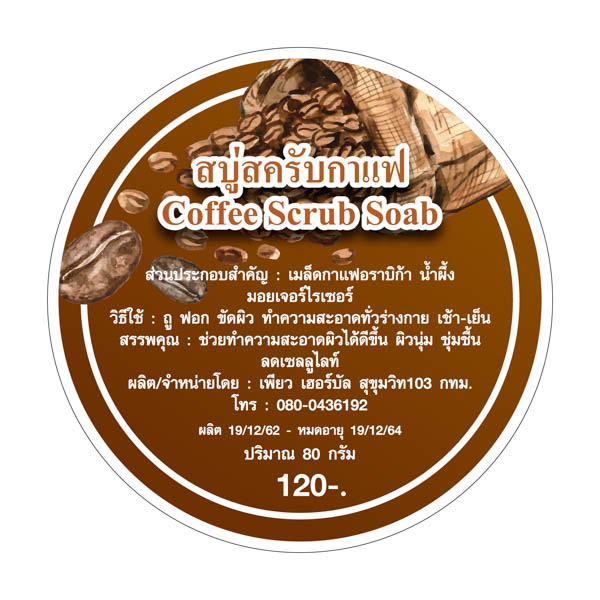 สบู่สครับกาแฟ
Coffee Scrub Soab
ส่วนประกอบสำคัญ : เมล็ดกาแฟอราบิก้า น้ำผึ้ง
มอยเจอร์ไรเซอร์
วิธีใช้ : ถู ฟอก ขัดผิว ทำความสะอาดทั่วร่างกาย เช้า-เย็น
สรรพคุณ : ช่วยทำความสะอาดผิวได้ดีขึ้น ผิวนุ่ม ชุ่มชื้น
ลดเซลลูไลท์
ผลิต/จำหน่ายโดย : เพียว เฮอร์บัล สุขุมวิท103 กทม.
โทร : 080-0436192
ผลิต 19/12/62 - หมดอายุ 19/12/64
ปริมาณ 80 กรัม
120-.